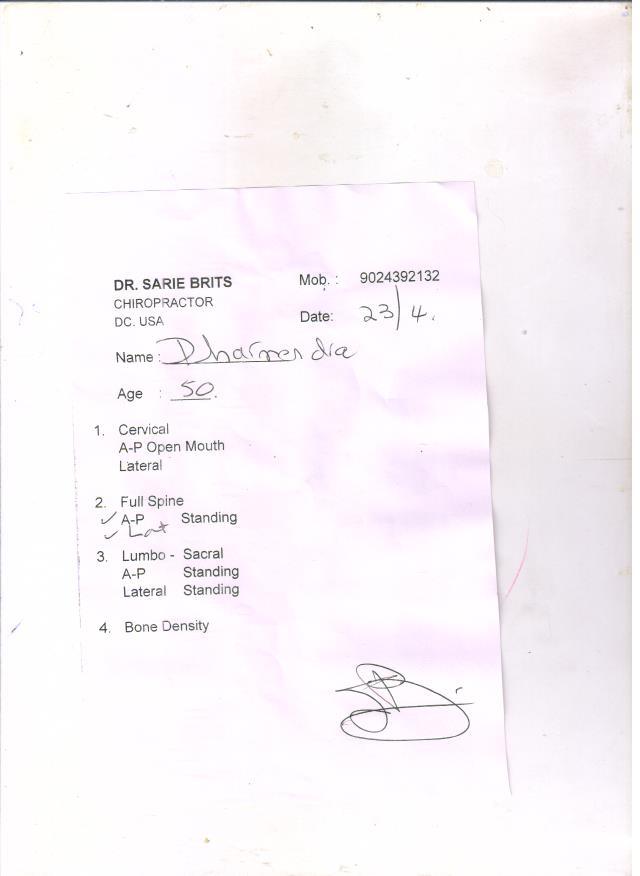 DR. SARIE BRITS
CHIROPRACTOR
DC. USA
Mob. : 9024392132
Date: 23/4.
Name : Dharmendra
Age : 50.
1. Cervical
A-P Open Mouth
Lateral
2. Full Spine
✓ A-P Standing
✓ Lat
3. Lumbo - Sacral
A-P Standing
Lateral Standing
4. Bone Density